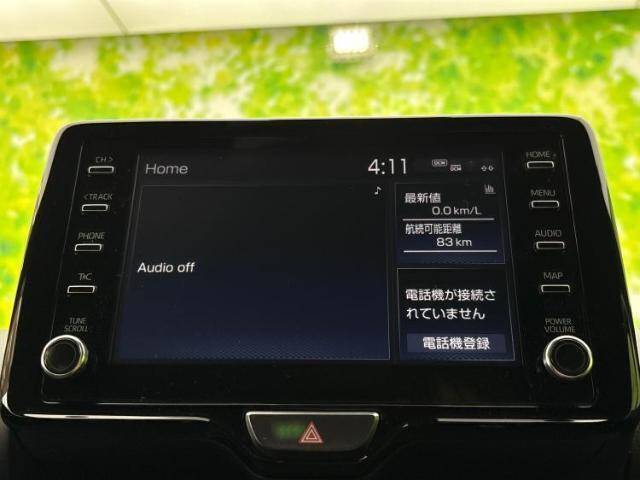 CH >
<TRACK
PHONE
T&C
TUNE
SCROLL
Home
4:11
DCM
Audio off
最新値
0.0 km/L
航続可能距離
83 km
電話機が接続さ
れていません
電話機登録
HOME
MENU
AUDIO
MAP
POWER
VOLUME